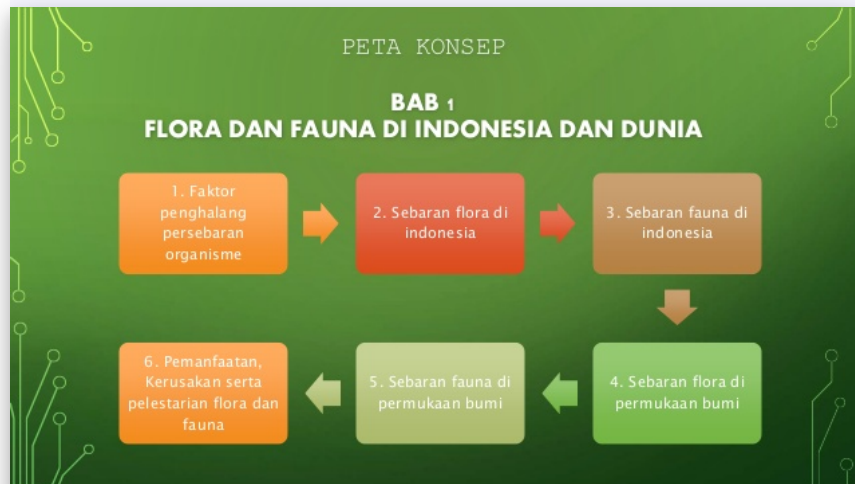 PETA KONSEP
BAB 1
FLORA DAN FAUNA DI INDONESIA DAN DUNIA
1. Faktor
penghalang
persebaran
organisme
2. Sebaran flora di
indonesia
3. Sebaran fauna di
indonesia
4. Sebaran flora di
permukaan bumi
5. Sebaran fauna di
permukaan bumi
6. Pemanfaatan,
Kerusakan serta
pelestarian flora dan
fauna